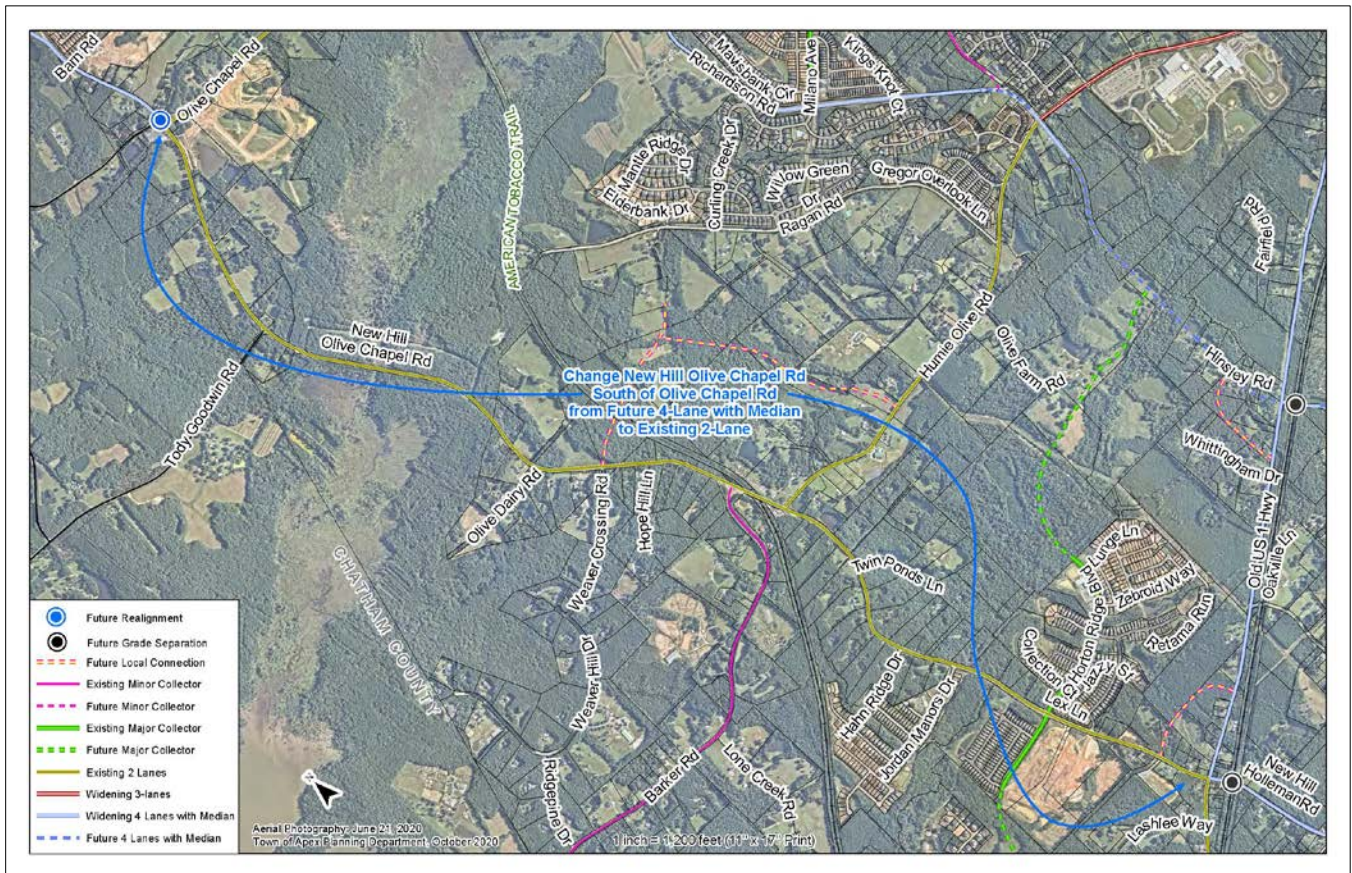 Barn Rd
Olive Chapel Rd
AMERICAN TOBACCO TRAIL
Richardson Rd
Maysbank Cir
Milano Ave
Kings Knot Ct
El Mantle Ridge Dr
Elderbank Dr
Curling Creek Dr
Willow Green
Dr
Ragan Rd
Gregor Overlook Ln
Fairfield Rd
New Hill
Olive Chapel Rd
Tody Goodwin Rd
Humie Olive Rd
Olive Farm Rd
Hinsley Rd
Whittingham Dr
Change New Hill Olive Chapel Rd
South of Olive Chapel Rd
from Future 4-Lane with Median
to Existing 2-Lane
Olive Dairy Rd
Weaver Crossing Rd
Hope Hill Ln
Twin Ponds Ln
Lunge Ln
Zebroid Way
Retama Run
Horton Ridge Blvd
Old US 1 Hwy
Oakville Ln
CHATHAM COUNTY
Weaver Hill Dr
Ridgepine Dr
Barker Rd
Lone Creek Rd
Hahn Ridge Dr
Jordan Manors Dr
Correction Ct
Jazzy St
Lex Ln
New Hill
Holleman Rd
Lashlee Way
Future Realignment
Future Grade Separation
Future Local Connection
Existing Minor Collector
Future Minor Collector
Existing Major Collector
Future Major Collector
Existing 2 Lanes
Widening 3-lanes
Widening 4 Lanes with Median
Future 4 Lanes with Median
Aerial Photography: June 21, 2020
Town of Apex Planning Department, October 2020
1 inch = 1,200 feet (11" x 17" Print)